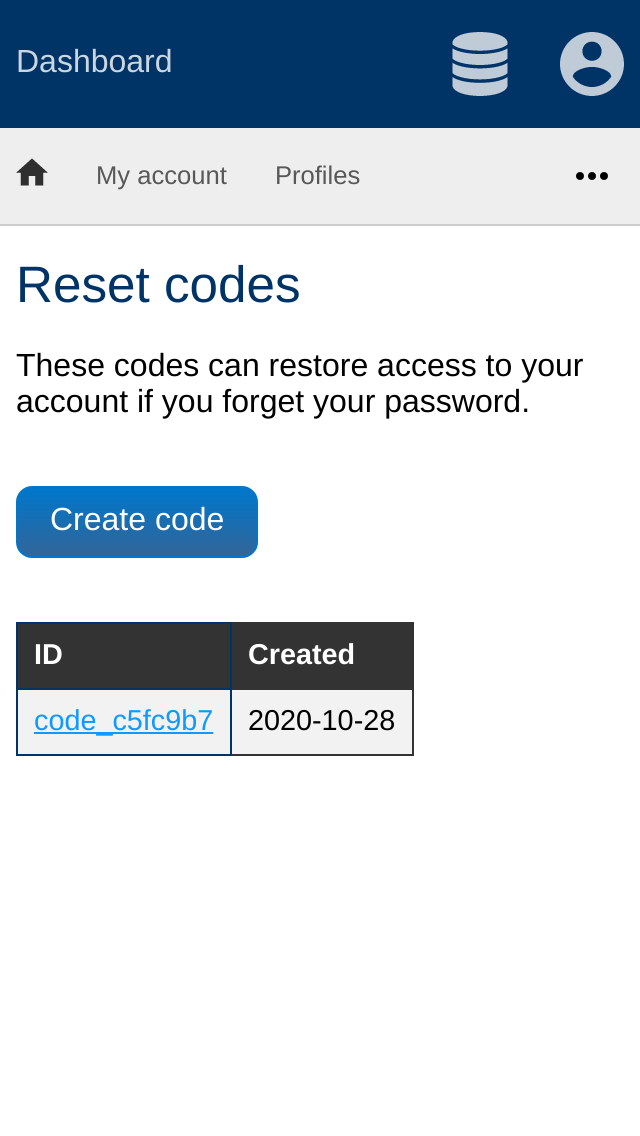 Dashboard
My account Profiles
Reset codes
These codes can restore access to your
account if you forget your password.
Create code
ID Created
code_c5fc9b7 2020-10-28